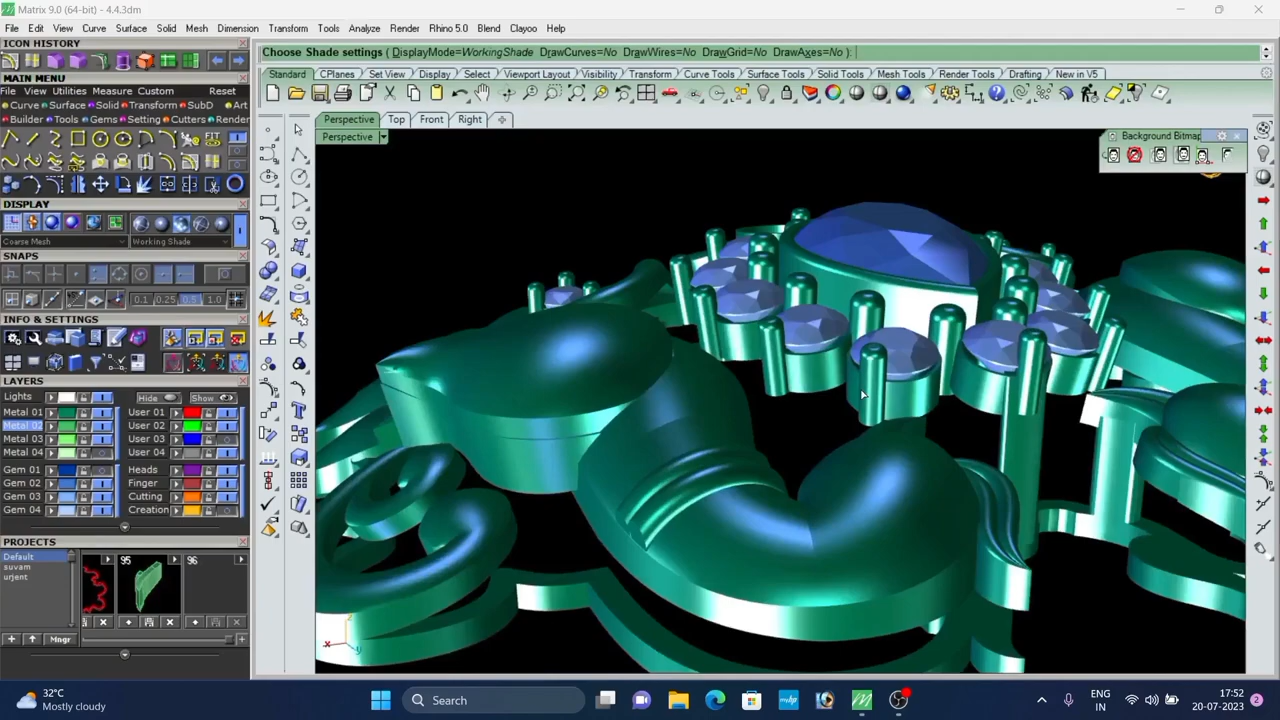 Matrix 9.0 (64-bit) - 4.4.3dm
File Edit View Curve Surface Solid Mesh Dimension Transform Tools Analyze Render Rhino 5.0 Blend Clayoo Help
ICON HISTORY
Choose Shade settings ( DisplayMode=WorkingShade DrawCurves=No DrawWires=No DrawGrid=No DrawAxes=No ):
Standard CPlanes Set View Display Select Viewport Layout Visibility Transform Curve Tools Surface Tools Solid Tools Mesh Tools Render Tools Drafting New in V5
MAIN MENU
File View Utilities Measure Custom
Curve Surface Solid Transform SubD Art
Builder Tools Gems Setting Cutters Render
Perspective Top Front Right
Perspective
Background Bitmap
FIT
DISPLAY
Coarse Mesh Working Shade
SNAPS
0.1 0.25 0.5 1.0
INFO & SETTINGS
LAYERS
Lights Hide Show
Metal 01 User 01
Metal 02 User 02
Metal 03 User 03
Metal 04 User 04
Gem 01 Heads
Gem 02 Finger
Gem 03 Cutting
Gem 04 Creation
PROJECTS
Default
suvam
urjent
95 96
Mngr
z
x
y
32°C
Mostly cloudy
Search
ENG
IN
17:52
20-07-2023
2